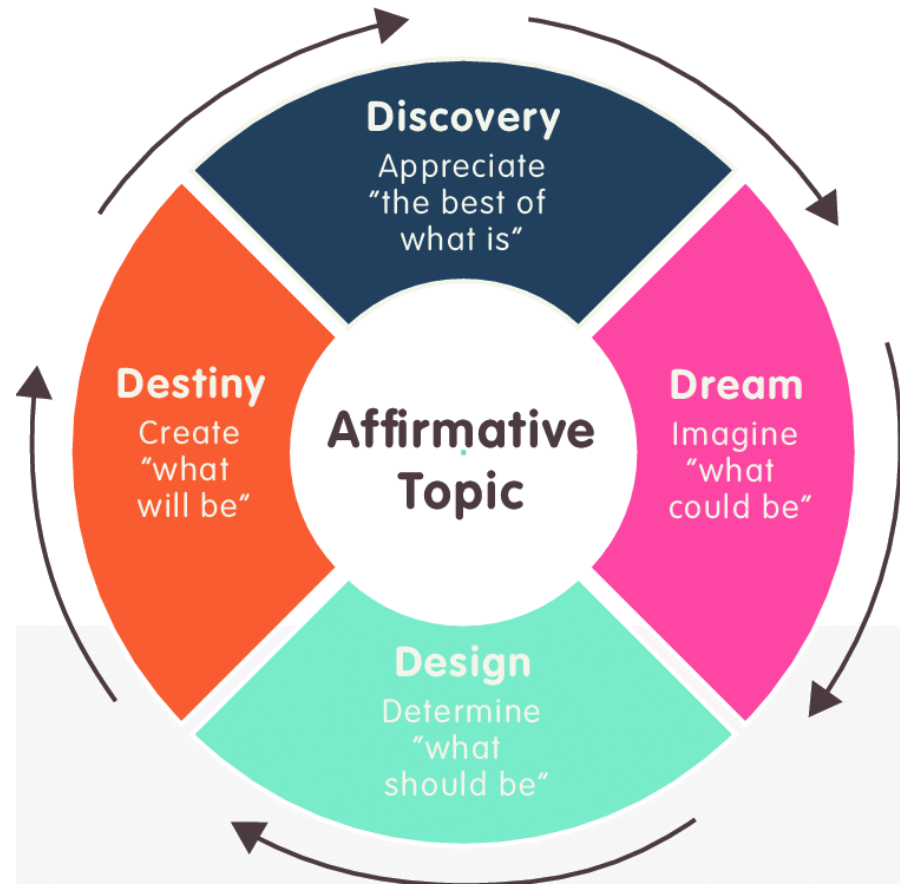 Discovery
Appreciate
“the best of
what is”
Dream
Imagine
“what
could be”
Affirmative
Topic
Design
Determine
“what
should be”
Destiny
Create
“what
will be”